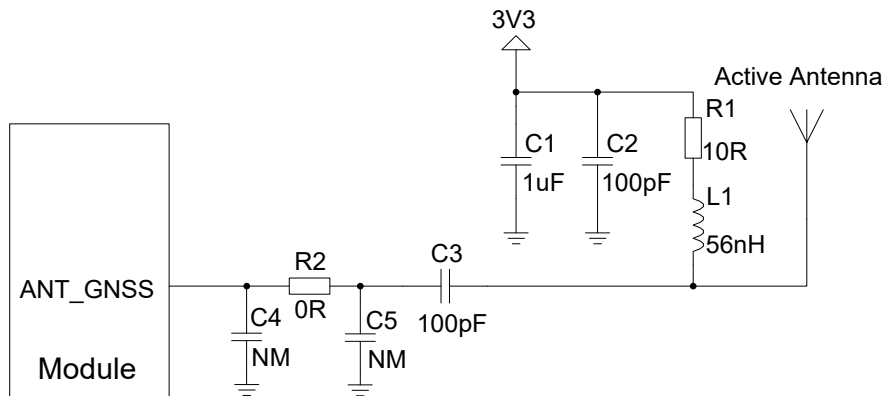 3V3
Active Antenna
R1
10R
C1
1uF
C2
100pF
L1
56nH
C3
100pF
R2
0R
ANT_GNSS
C4
NM
C5
NM
Module